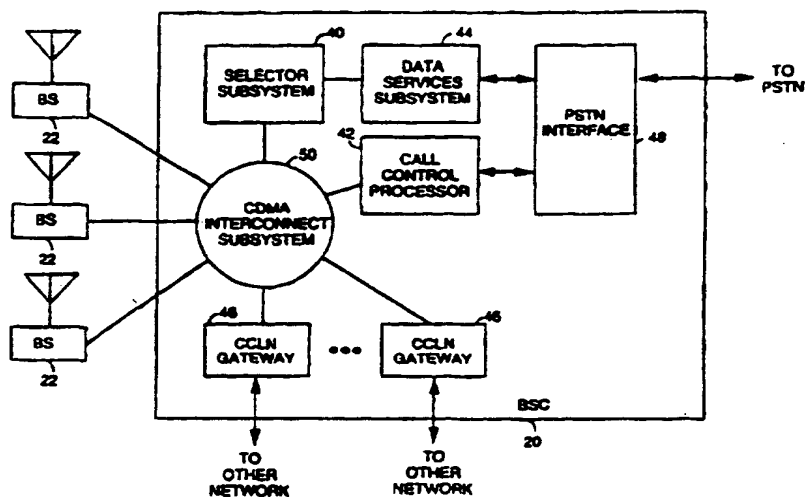 40
44
SELECTOR
SUBSYSTEM
DATA
SERVICES
SUBSYSTEM
PSTN
INTERFACE
48
TO
PSTN
BS
22
42
CALL
CONTROL
PROCESSOR
50
CDMA
INTERCONNECT
SUBSYSTEM
BS
22
BS
22
46
CCLN
GATEWAY
•••
46
CCLN
GATEWAY
BSC
20
TO
OTHER
NETWORK
TO
OTHER
NETWORK